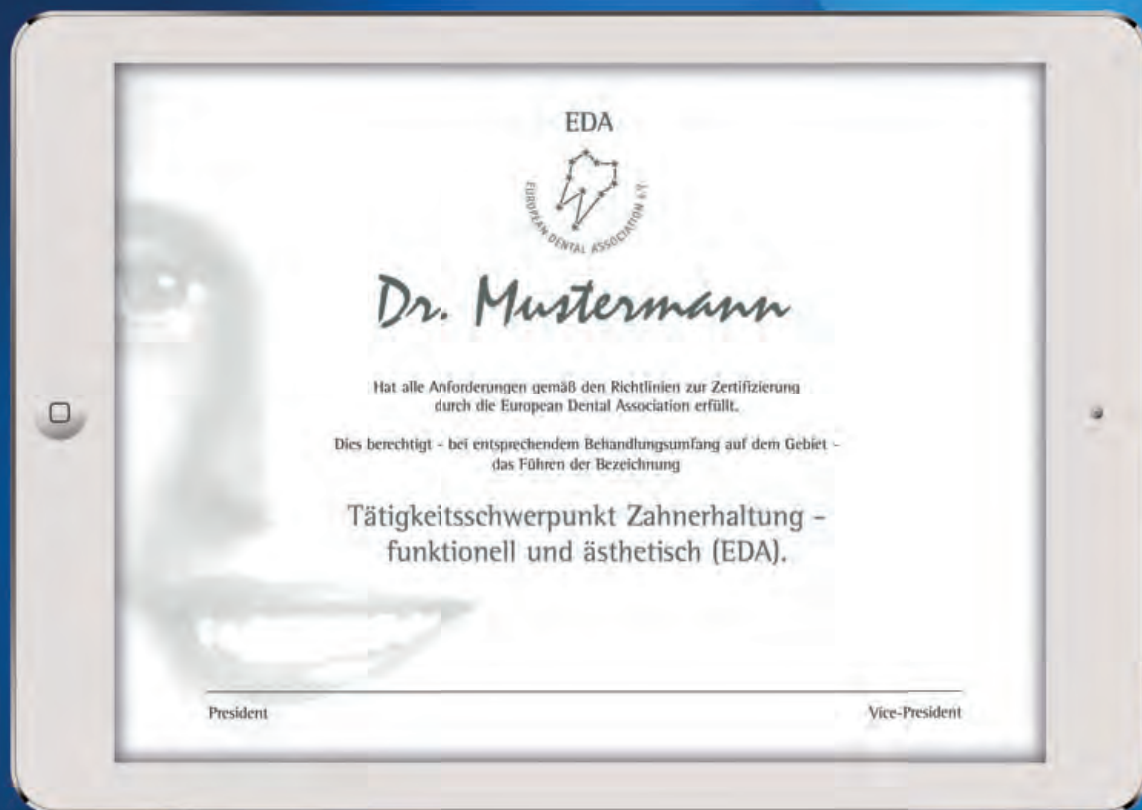 EDA
EUROPEAN DENTAL ASSOCIATION e.V.
Dr. Mustermann
Hat alle Anforderungen gemäß den Richtlinien zur Zertifizierung
durch die European Dental Association erfüllt.
Dies berechtigt - bei entsprechendem Behandlungsumfang auf dem Gebiet -
das Führen der Bezeichnung
Tätigkeitsschwerpunkt Zahnerhaltung –
funktionell und ästhetisch (EDA).
President
Vice-President